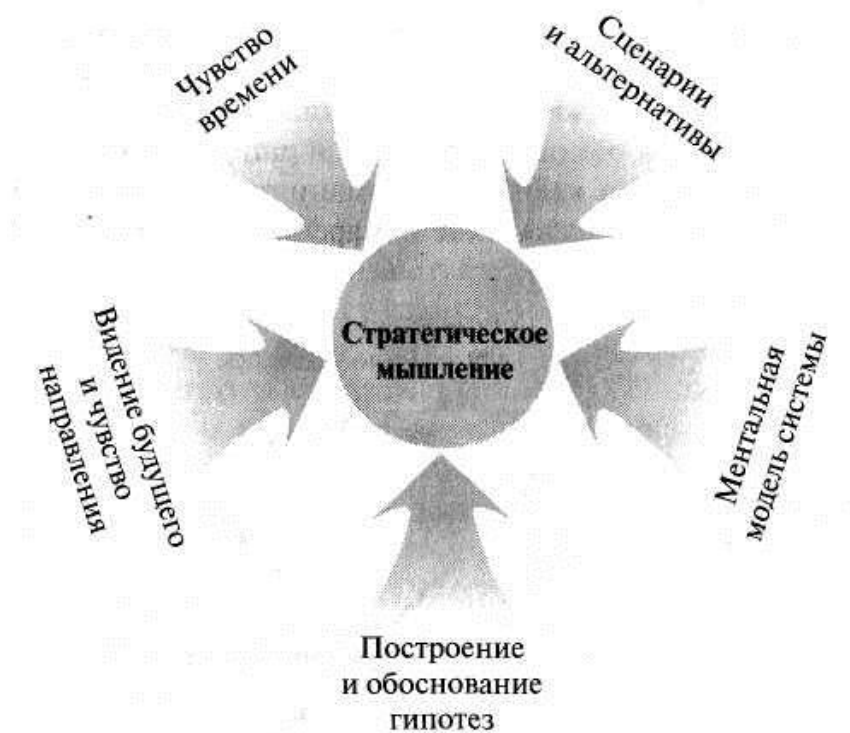 Чувство
времени
Сценарии
и альтернативы
Стратегическое
мышление
Видение будущего
и чувство
направления
Ментальная
модель системы
Построение
и обоснование
гипотез